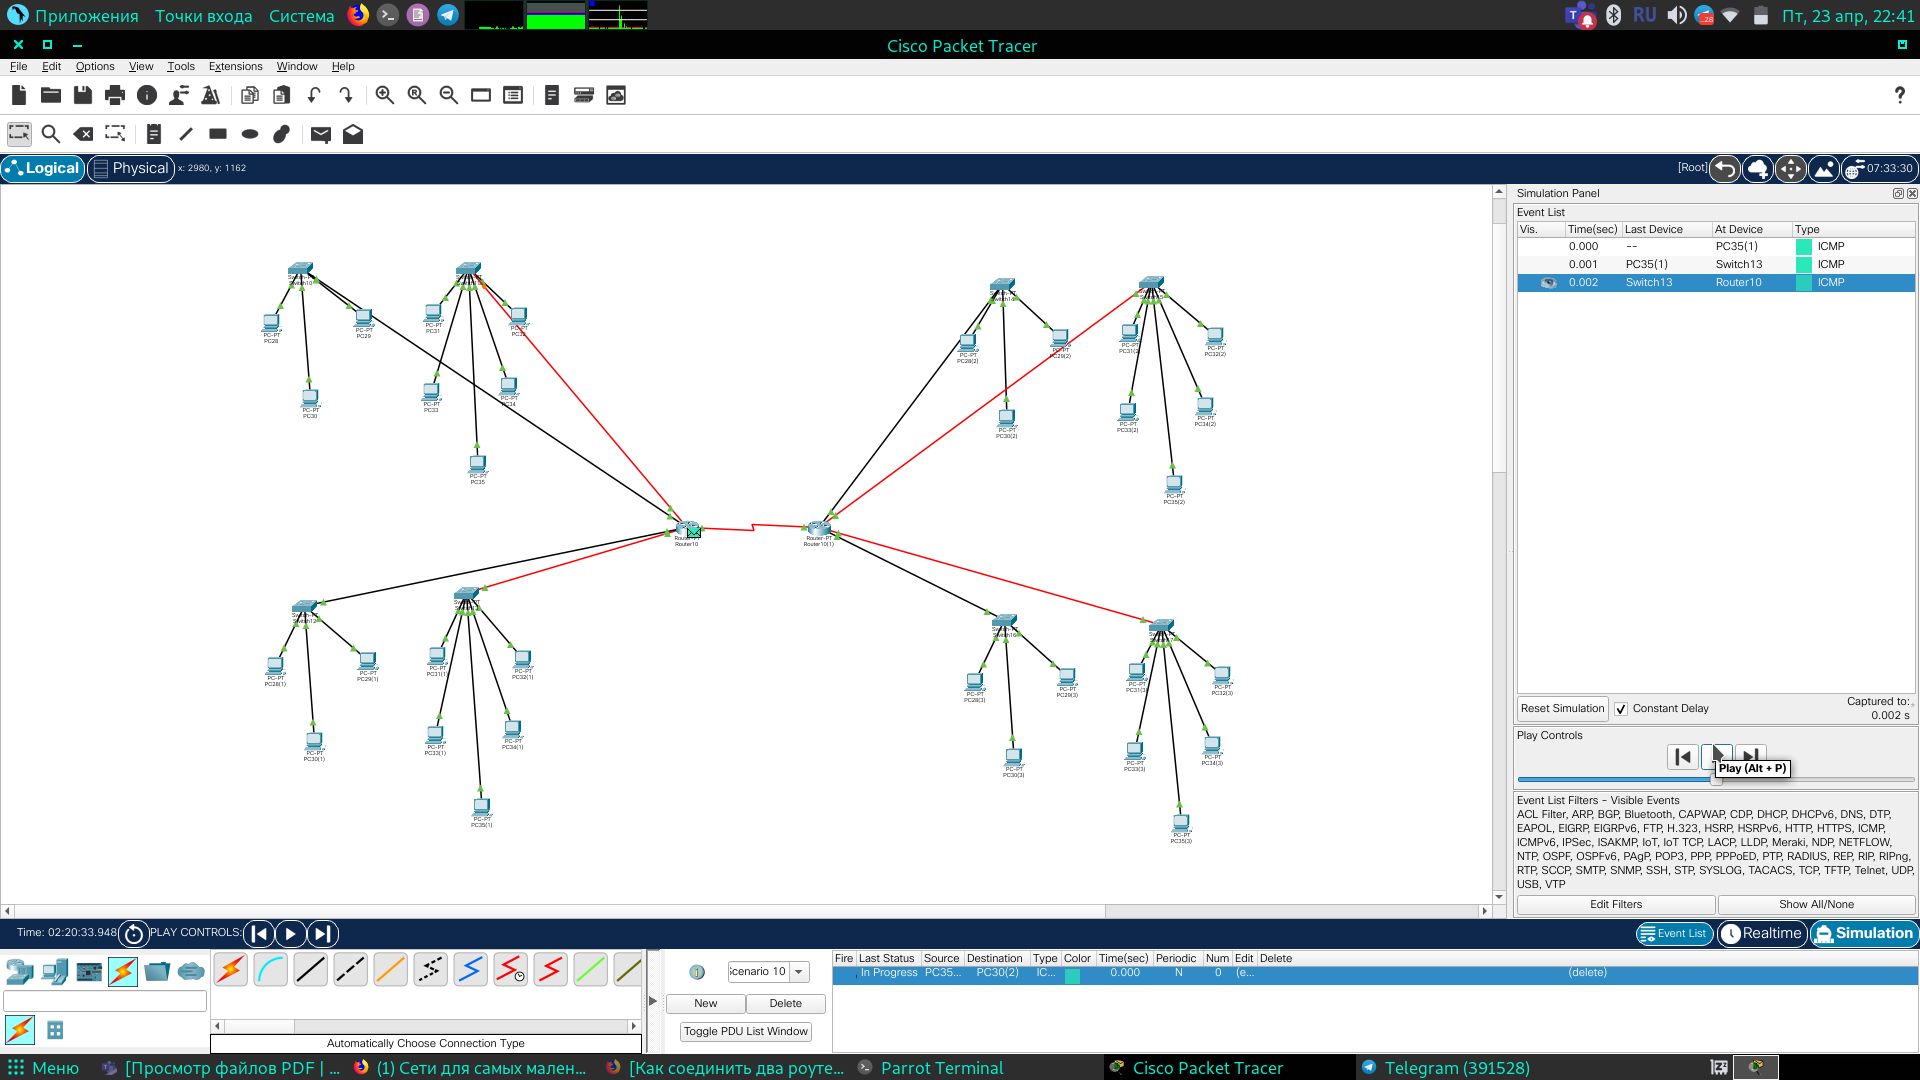 Приложения Точки входа Система RU Пт, 23 апр, 22:41
Cisco Packet Tracer
File Edit Options View Tools Extensions Window Help
Logical Physical x: 2980, y: 1162 [Root] 07:33:30
Simulation Panel
Event List
Vis. Time(sec) Last Device At Device Type
0.000 -- PC35(1) ICMP
0.001 PC35(1) Switch13 ICMP
0.002 Switch13 Router10 ICMP
Reset Simulation Constant Delay Captured to:
0.002 s
Play Controls
Play (Alt + P)
Event List Filters - Visible Events
ACL Filter, ARP, BGP, Bluetooth, CAPWAP, CDP, DHCP, DHCPv6, DNS, DTP,
EAPOL, EIGRP, EIGRPv6, FTP, H.323, HSRP, HSRPv6, HTTP, HTTPS, ICMP,
ICMPv6, IPSec, ISAKMP, IoT, IoT TCP, LACP, LLDP, Meraki, NDP, NETFLOW,
NTP, OSPF, OSPFv6, PAgP, POP3, PPP, PPPoED, PTP, RADIUS, REP, RIP, RIPng,
RTP, SCCP, SMTP, SNMP, SSH, STP, SYSLOG, TACACS, TCP, TFTP, Telnet, UDP,
USB, VTP
Edit Filters Show All/None
PC-PT
PC28
PC-PT
PC29
PC-PT
PC30
PC-PT
PC31
PC-PT
PC33
PC-PT
PC34
PC-PT
PC35
PC-PT
PC28(2)
PC-PT
PC29(2)
PC-PT
PC30(2)
PC-PT
PC31(2)
PC-PT
PC32(2)
PC-PT
PC33(2)
PC-PT
PC34(2)
PC-PT
PC35(2)
Router10
Router-PT
Router10(1)
PC-PT
PC28(1)
PC-PT
PC29(1)
PC-PT
PC30(1)
PC-PT
PC31(1)
PC-PT
PC32(1)
PC-PT
PC33(1)
PC-PT
PC34(1)
PC-PT
PC35(1)
PC-PT
PC28(3)
PC-PT
PC29(3)
PC-PT
PC30(3)
PC-PT
PC31(3)
PC-PT
PC32(3)
PC-PT
PC33(3)
PC-PT
PC34(3)
PC-PT
PC35(3)
Time: 02:20:33.948 PLAY CONTROLS: Event List Realtime Simulation
Scenario 10
New Delete
Toggle PDU List Window
Automatically Choose Connection Type
Fire Last Status Source Destination Type Color Time(sec) Periodic Num Edit Delete
In Progress PC35... PC30(2) IC... 0.000 N 0 (e... (delete)
Меню [Просмотр файлов PDF | ... (1) Сети для самых мален... [Как соединить два роуте... Parrot Terminal Cisco Packet Tracer Telegram (391528)